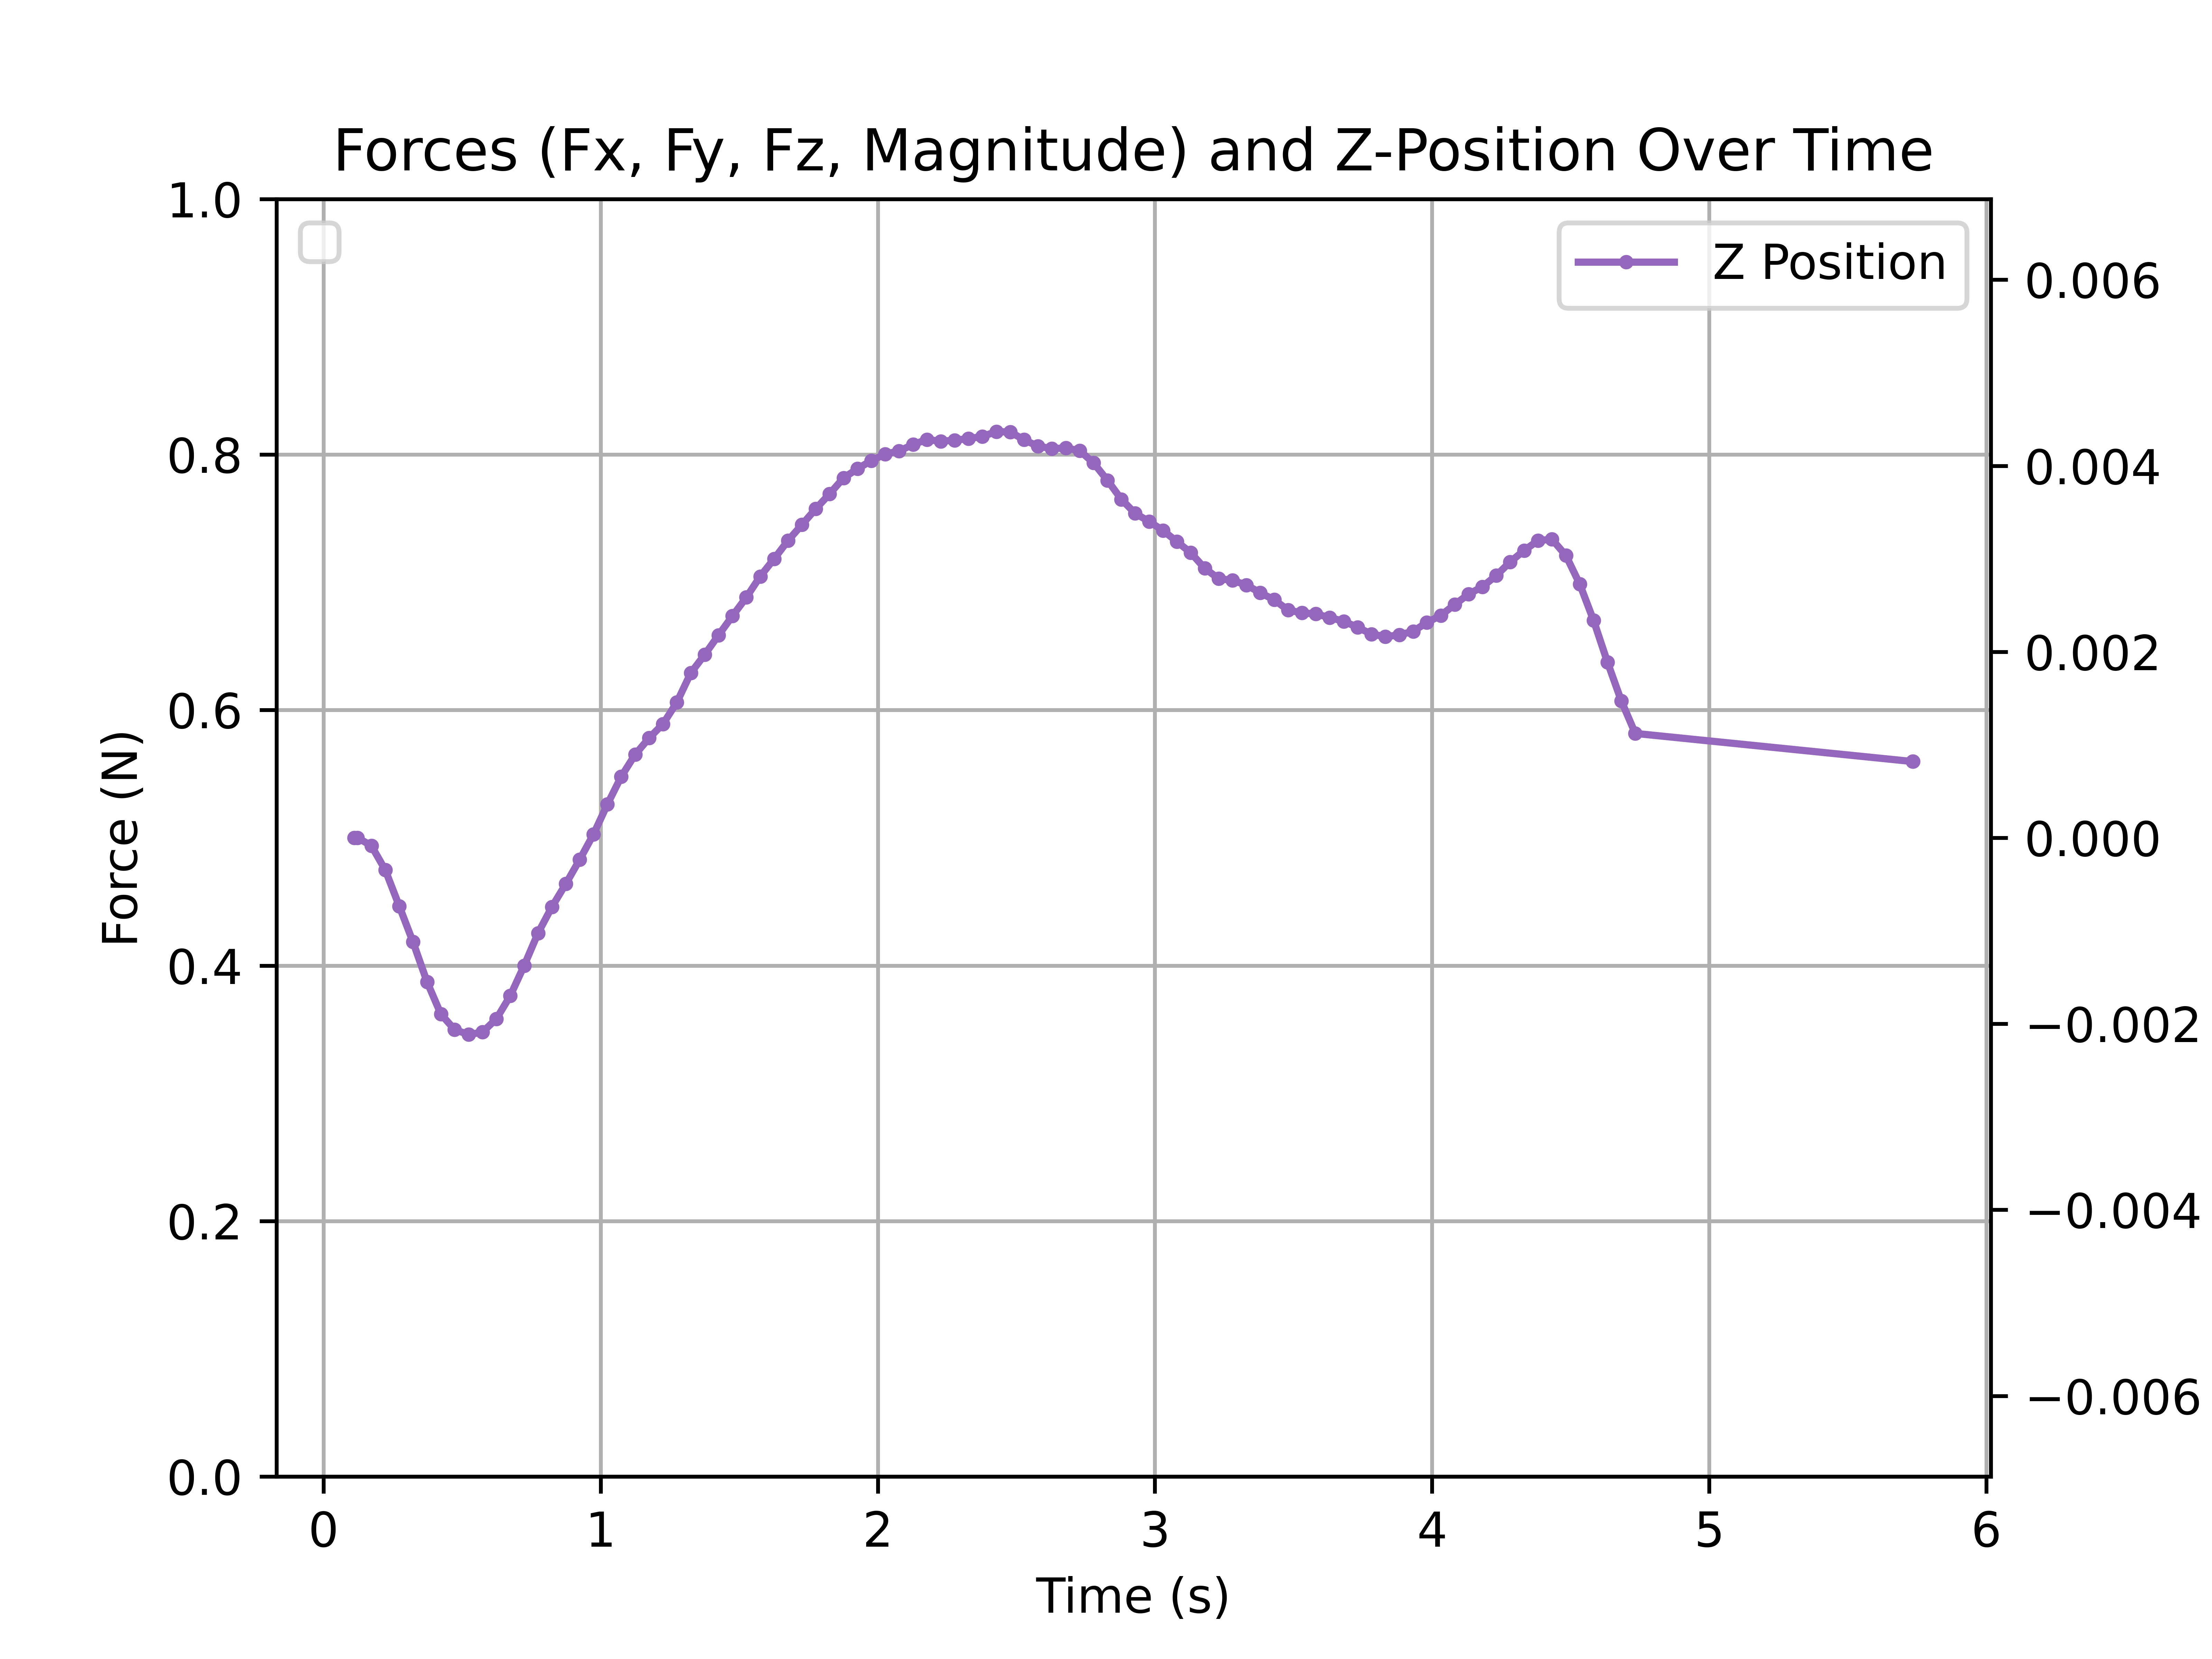 Forces (Fx, Fy, Fz, Magnitude) and Z-Position Over Time
Z Position
1.0
0.8
0.6
0.4
0.2
0.0
Force (N)
0.006
0.004
0.002
0.000
−0.002
−0.004
−0.006
0 1 2 3 4 5 6
Time (s)